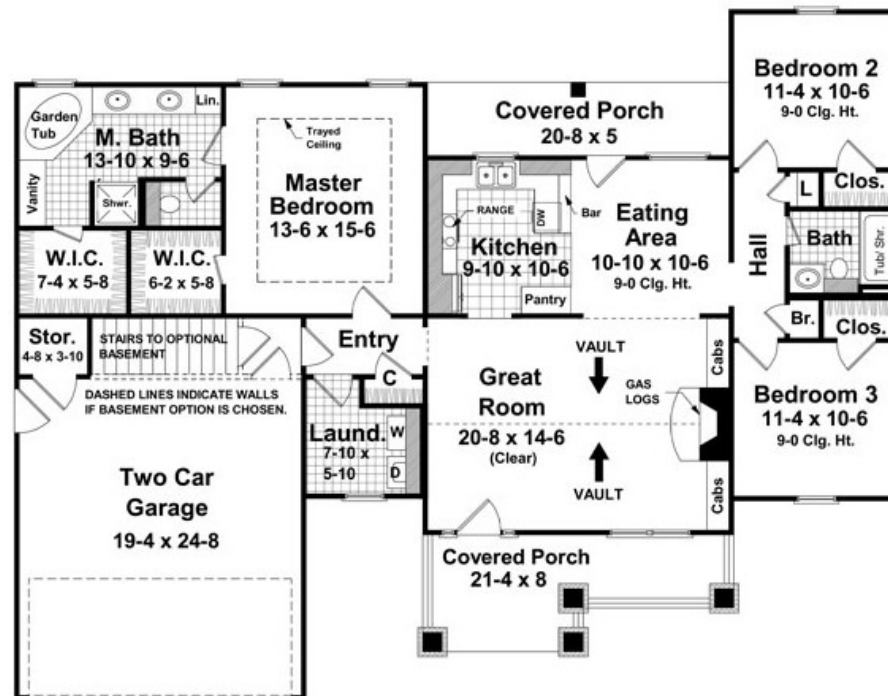 Garden
Tub
Lin.
M. Bath
13-10 x 9-6
Vanity
Shwr.
W.I.C.
7-4 x 5-8
W.I.C.
6-2 x 5-8
Trayed
Ceiling
Master
Bedroom
13-6 x 15-6
Covered Porch
20-8 x 5
RANGE
DW
Bar
Kitchen
9-10 x 10-6
Pantry
Eating
Area
10-10 x 10-6
9-0 Clg. Ht.
Bedroom 2
11-4 x 10-6
9-0 Clg. Ht.
L
Clos.
Hall
Bath
Tub/ Shr.
Br.
Clos.
Bedroom 3
11-4 x 10-6
9-0 Clg. Ht.
Stor.
4-8 x 3-10
STAIRS TO OPTIONAL
BASEMENT
DASHED LINES INDICATE WALLS
IF BASEMENT OPTION IS CHOSEN.
Entry
C
Laund.
7-10 x
5-10
W
D
Great
Room
20-8 x 14-6
(Clear)
VAULT
VAULT
GAS
LOGS
Cabs
Cabs
Two Car
Garage
19-4 x 24-8
Covered Porch
21-4 x 8